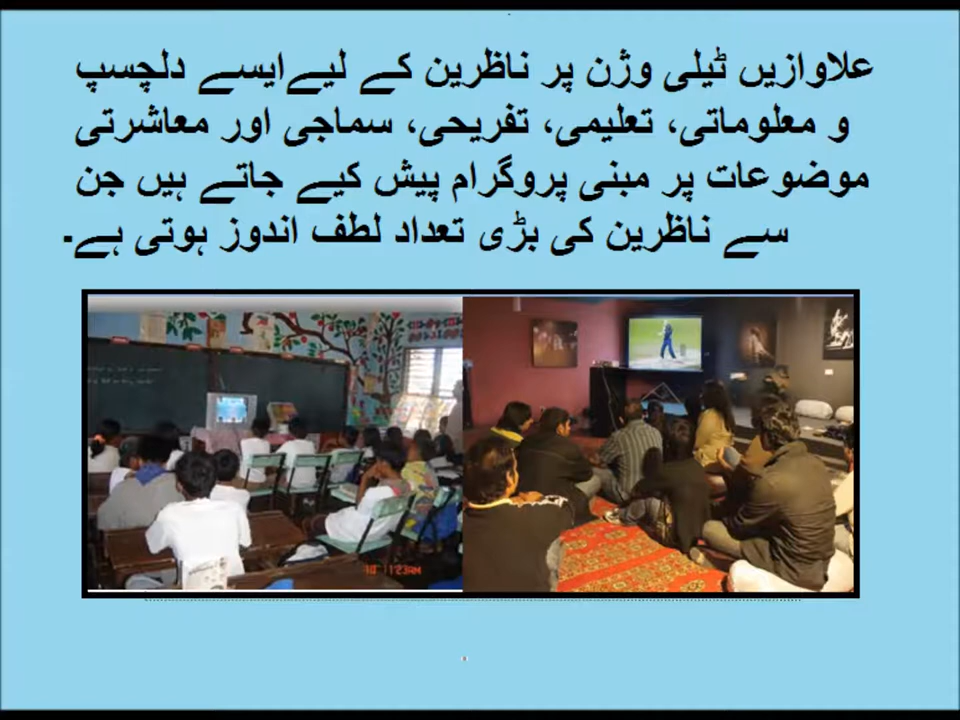 علاوازیں ٹیلی وژن پر ناظرین کے لیےایسے دلچسپ
و معلوماتی، تعلیمی، تفریحی، سماجی اور معاشرتی
موضوعات پر مبنی پروگرام پیش کیے جاتے ہیں جن
سے ناظرین کی بڑی تعداد لطف اندوز ہوتی ہے۔